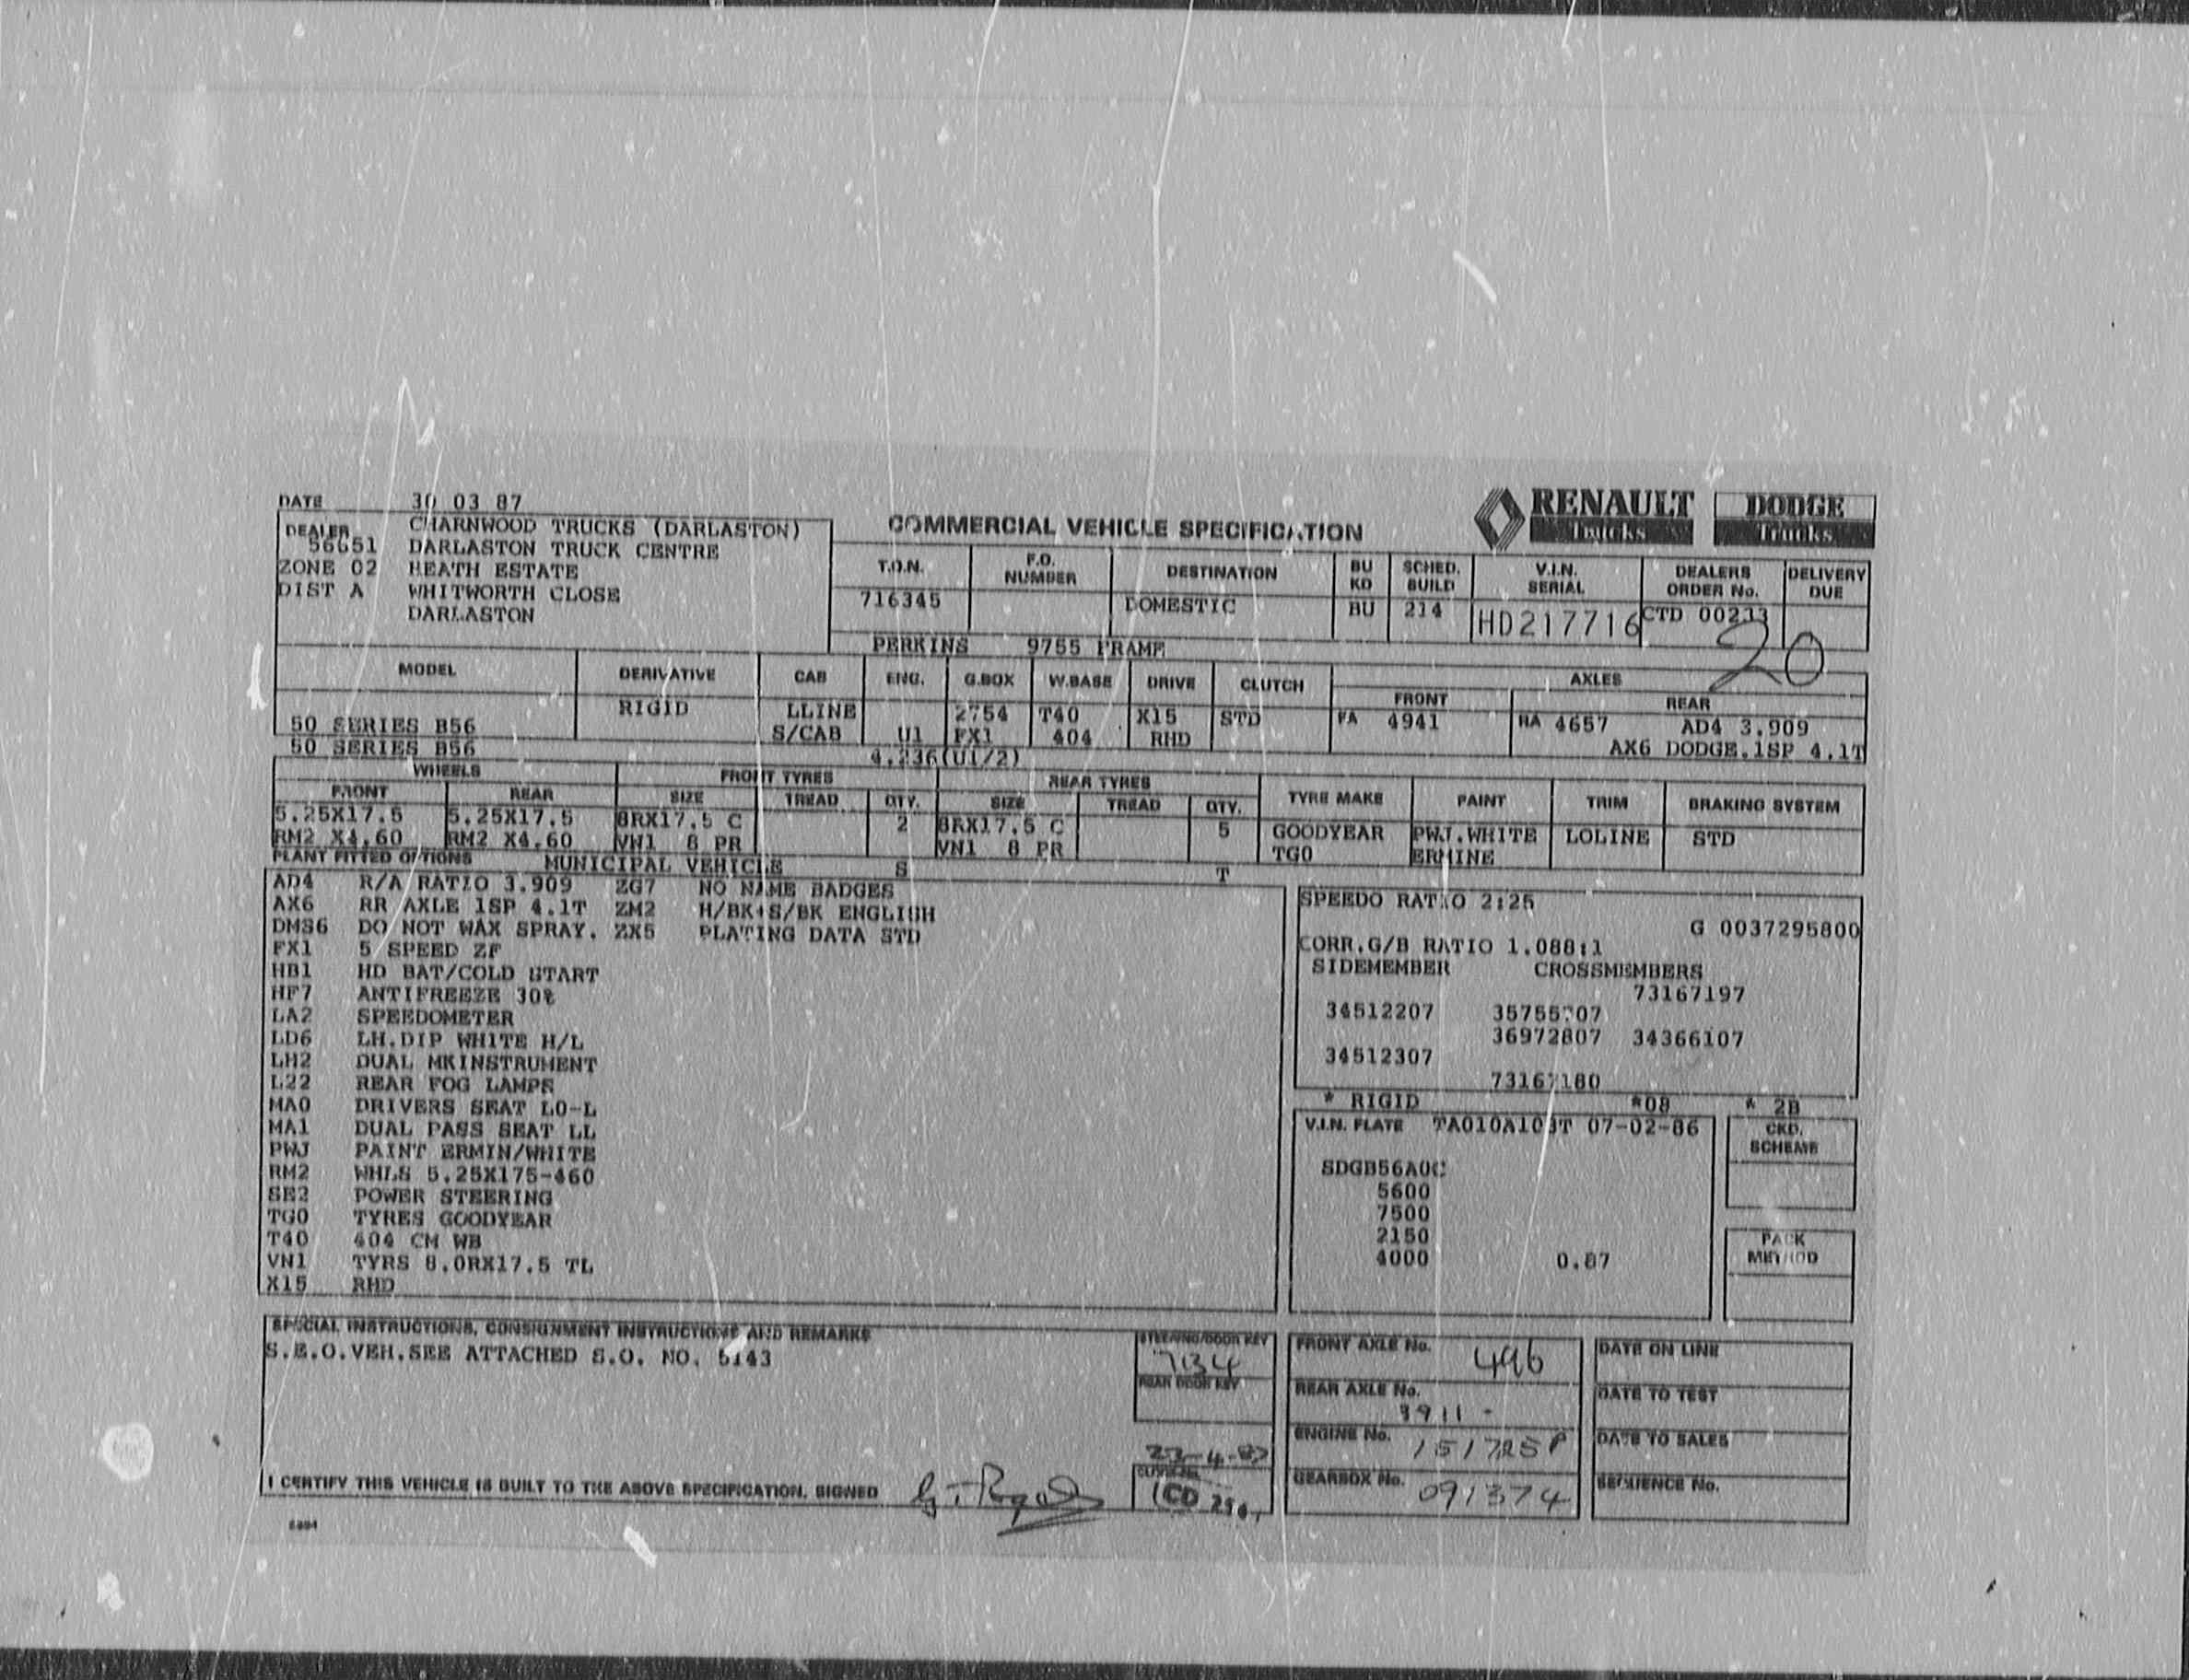 DATE 30 03 87
DEALER CHARNWOOD TRUCKS (DARLASTON)
56651 DARLASTON TRUCK CENTRE
ZONE 02 HEATH ESTATE
DIST A WHITWORTH CLOSE
DARLASTON
COMMERCIAL VEHICLE SPECIFICATION
RENAULT Trucks DODGE Trucks
T.O.N. F.O. NUMBER DESTINATION BU KD SCHED. BUILD V.I.N. SERIAL DEALERS ORDER No. DELIVERY DUE
716345 DOMESTIC BU 214 HD217716 CTD 00233
20
PERKINS 9755 FRAME
MODEL DERIVATIVE CAB ENG. G.BOX W.BASE DRIVE CLUTCH AXLES
FRONT REAR
RIGID LLINE 2754 T40 X15 STD FA 4941 RA 4657 AD4 3.909
50 SERIES B56 S/CAB U1 FX1 404 RHD AX6 DODGE.1SP 4.1T
50 SERIES B56 4.236(U1/2)
WHEELS FRONT TYRES REAR TYRES
FRONT REAR SIZE TREAD QTY. SIZE TREAD QTY. TYRE MAKE PAINT TRIM BRAKING SYSTEM
5.25X17.5 5.25X17.5 8RX17.5 C 2 8RX17.5 C 5 GOODYEAR PWJ.WHITE LOLINE STD
RM2 X4.60 RM2 X4.60 VN1 8 PR VN1 8 PR TG0 ERMINE
PLANT FITTED OPTIONS MUNICIPAL VEHICLE S T
AD4 R/A RATIO 3.909 ZG7 NO NAME BADGES
AX6 RR AXLE 1SP 4.1T ZM2 H/BK+S/BK ENGLISH
DMS6 DO NOT WAX SPRAY. ZX5 PLATING DATA STD
FX1 5 SPEED ZF
HB1 HD BAT/COLD START
HF7 ANTIFREEZE 30%
LA2 SPEEDOMETER
LD6 LH.DIP WHITE H/L
LH2 DUAL MKINSTRUMENT
L22 REAR FOG LAMPS
MA0 DRIVERS SEAT LO-L
MA1 DUAL PASS SEAT LL
PWJ PAINT ERMIN/WHITE
RM2 WHLS 5.25X175-460
SE2 POWER STEERING
TG0 TYRES GOODYEAR
T40 404 CM WB
VN1 TYRS 8.0RX17.5 TL
X15 RHD
SPEEDO RATIO 2:25
G 0037295800
CORR.G/B RATIO 1.088:1
SIDEMEMBER CROSSMEMBERS
73167197
34512207 35755707
36972807 34366107
34512307
73167180
* RIGID *08 * 2B
V.I.N. PLATE TA010A103T 07-02-86
SDGB56A0C
5600
7500
2150
4000 0.87
CKD. SCHEME
PACK METHOD
SPECIAL INSTRUCTIONS, CONSIGNMENT INSTRUCTIONS AND REMARKS
S.E.O.VEH.SEE ATTACHED S.O. NO. 5143
STEERING/DOOR KEY
7134
REAR DOOR KEY
23-4-87
CD
FRONT AXLE No. 496
REAR AXLE No.
3911 -
ENGINE No. 151725P
GEARBOX No. 091374
DATE ON LINE
DATE TO TEST
DATE TO SALES
SEQUENCE No.
I CERTIFY THIS VEHICLE IS BUILT TO THE ABOVE SPECIFICATION, SIGNED